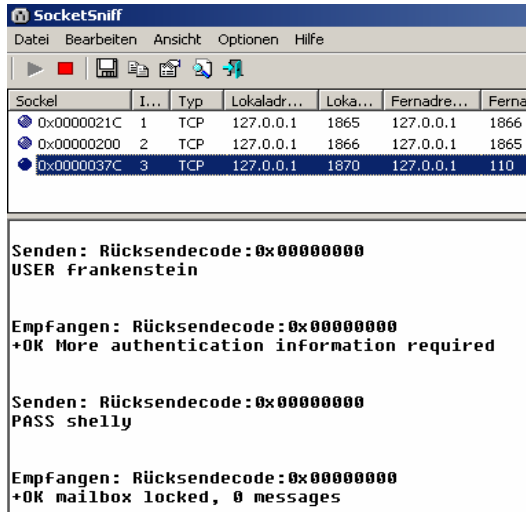 SocketSniff
Datei Bearbeiten Ansicht Optionen Hilfe
Sockel I... Typ Lokaladr... Loka... Fernadre... Ferna
0x0000021C 1 TCP 127.0.0.1 1865 127.0.0.1 1866
0x00000200 2 TCP 127.0.0.1 1866 127.0.0.1 1865
0x0000037C 3 TCP 127.0.0.1 1870 127.0.0.1 110
Senden: Rücksendecode:0x00000000
USER frankenstein
Empfangen: Rücksendecode:0x00000000
+OK More authentication information required
Senden: Rücksendecode:0x00000000
PASS shelly
Empfangen: Rücksendecode:0x00000000
+OK mailbox locked, 0 messages